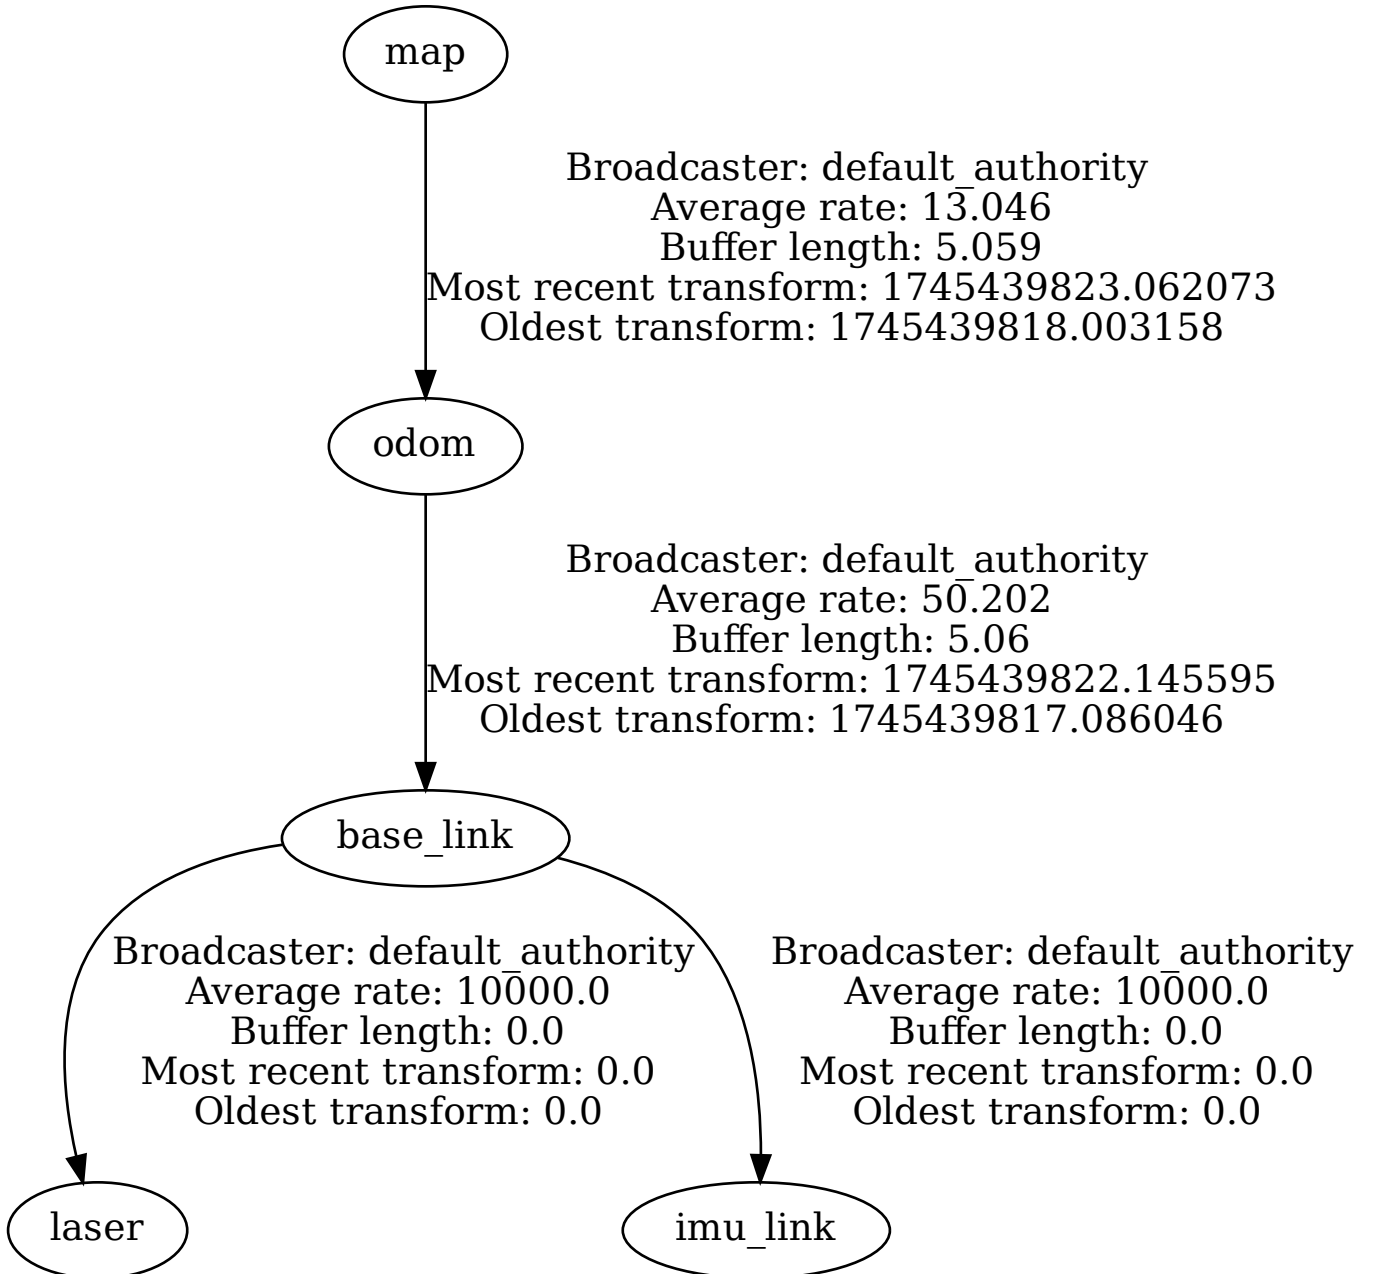 map
Broadcaster: default_authority
Average rate: 13.046
Buffer length: 5.059
Most recent transform: 1745439823.062073
Oldest transform: 1745439818.003158
odom
Broadcaster: default_authority
Average rate: 50.202
Buffer length: 5.06
Most recent transform: 1745439822.145595
Oldest transform: 1745439817.086046
base_link
Broadcaster: default_authority
Average rate: 10000.0
Buffer length: 0.0
Most recent transform: 0.0
Oldest transform: 0.0
Broadcaster: default_authority
Average rate: 10000.0
Buffer length: 0.0
Most recent transform: 0.0
Oldest transform: 0.0
laser
imu_link